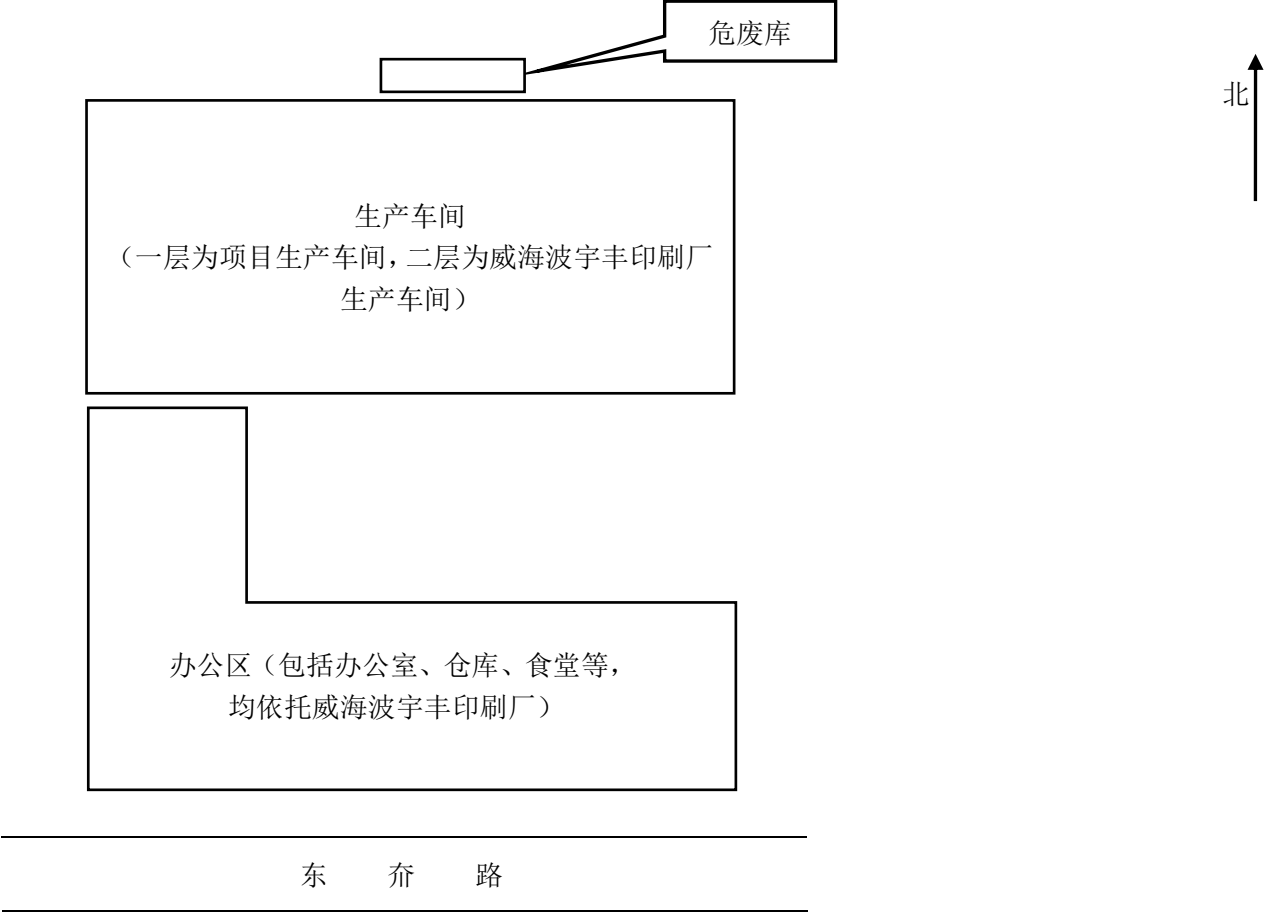 危废库
北
生产车间
（一层为项目生产车间，二层为威海波宇丰印刷厂
生产车间）
办公区（包括办公室、仓库、食堂等，
均依托威海波宇丰印刷厂）
东 夼 路